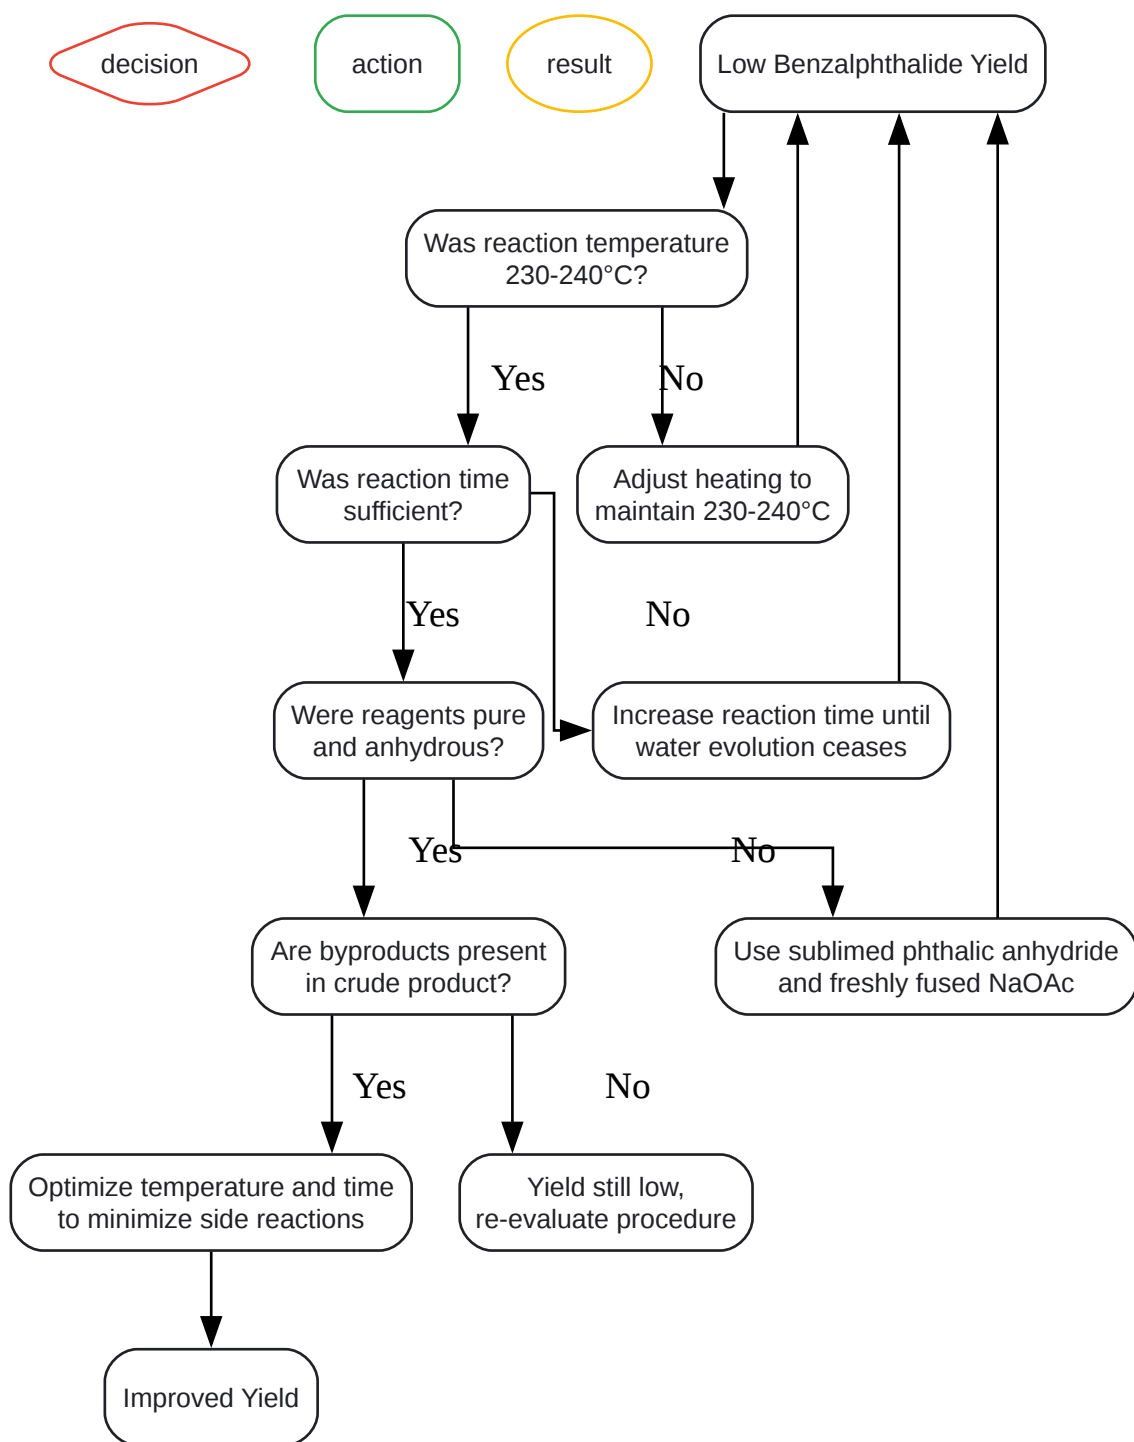 decision
action
result
Low Benzalphthalide Yield
Was reaction temperature
230-240°C?
Yes
No
Was reaction time
sufficient?
Adjust heating to
maintain 230-240°C
Yes
No
Were reagents pure
and anhydrous?
Increase reaction time until
water evolution ceases
Yes
No
Are byproducts present
in crude product?
Use sublimed phthalic anhydride
and freshly fused NaOAc
Yes
No
Optimize temperature and time
to minimize side reactions
Yield still low,
re-evaluate procedure
Improved Yield